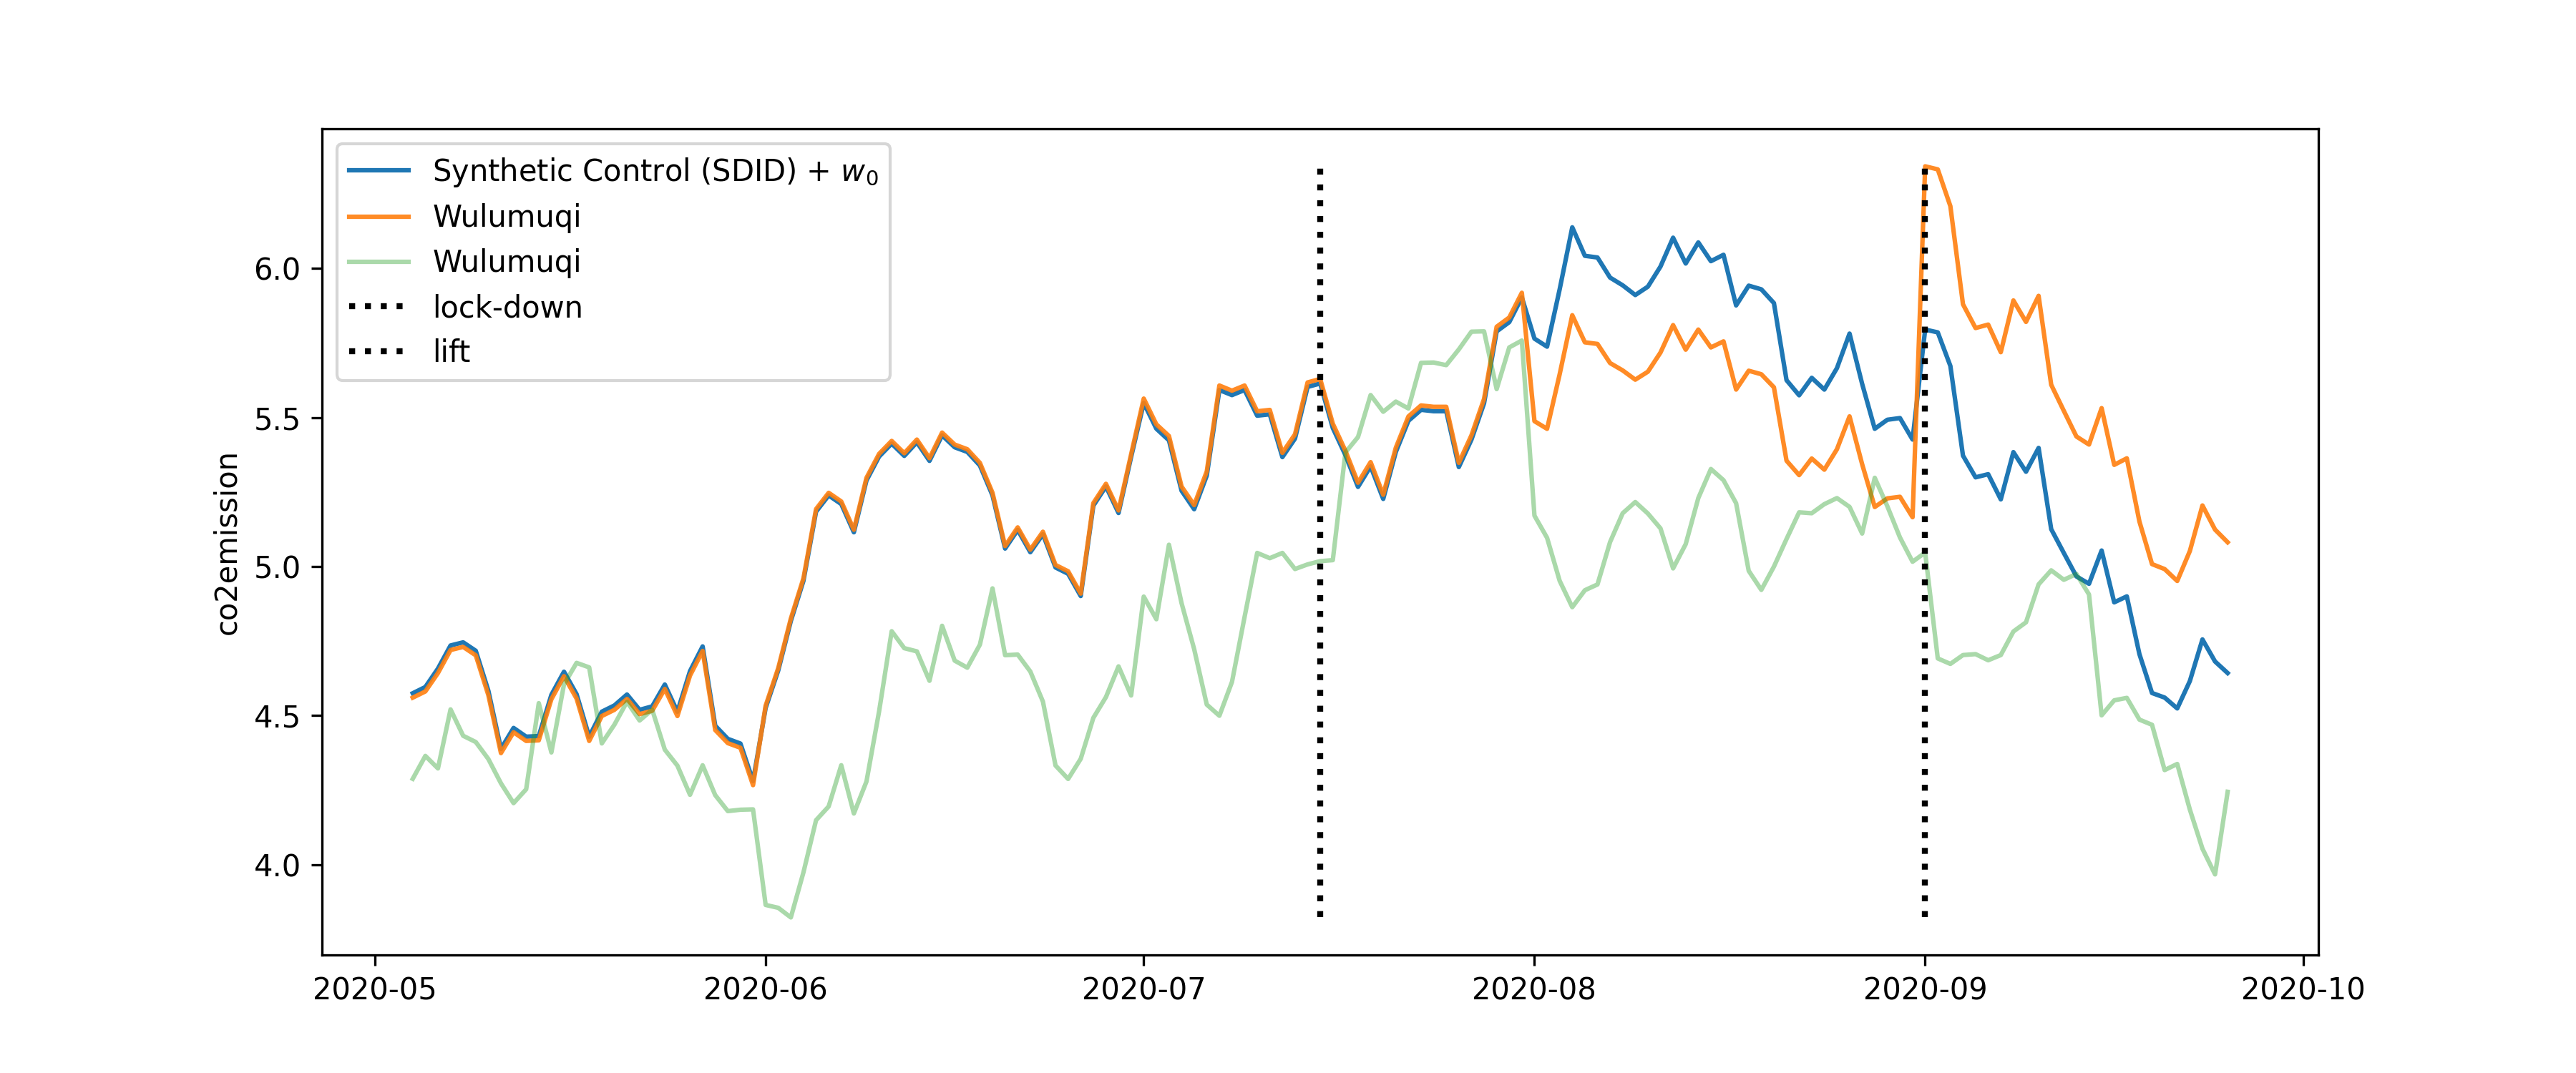 Synthetic Control (SDID) + w₀
Wulumuqi
Wulumuqi
lock-down
lift
co2emission
6.0
5.5
5.0
4.5
4.0
2020-05
2020-06
2020-07
2020-08
2020-09
2020-10